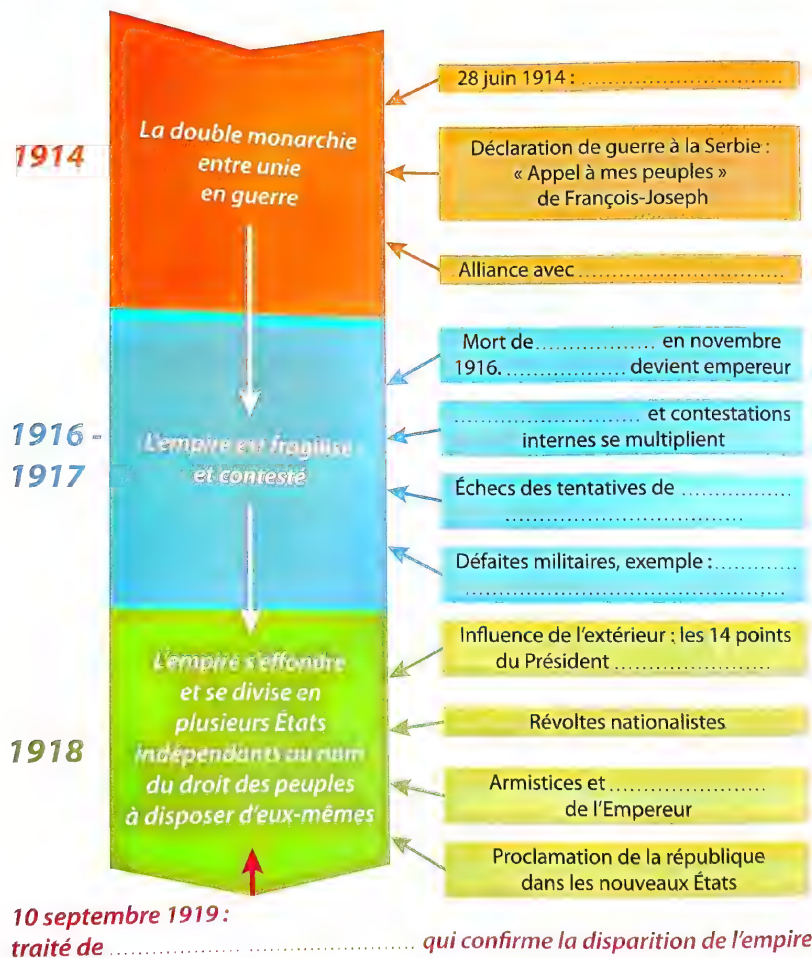 28 juin 1914 : ...............................
1914
La double monarchie
entre unie
en guerre
Déclaration de guerre à la Serbie :
« Appel à mes peuples »
de François-Joseph
Alliance avec ...............................
Mort de .................. en novembre
1916. .................. devient empereur
1916 -
1917
L'empire est fragilisé
et contesté
............................ et contestations
internes se multiplient
Échecs des tentatives de ................
...................................
Défaites militaires, exemple : ............
...............................................
1918
L'empire s'effondre
et se divise en
plusieurs États
indépendants au nom
du droit des peuples
à disposer d'eux-mêmes
Influence de l'extérieur : les 14 points
du Président ....................
Révoltes nationalistes
Armistices et .......................
de l'Empereur
Proclamation de la république
dans les nouveaux États
10 septembre 1919 :
traité de .................. .......................... qui confirme la disparition de l'empire